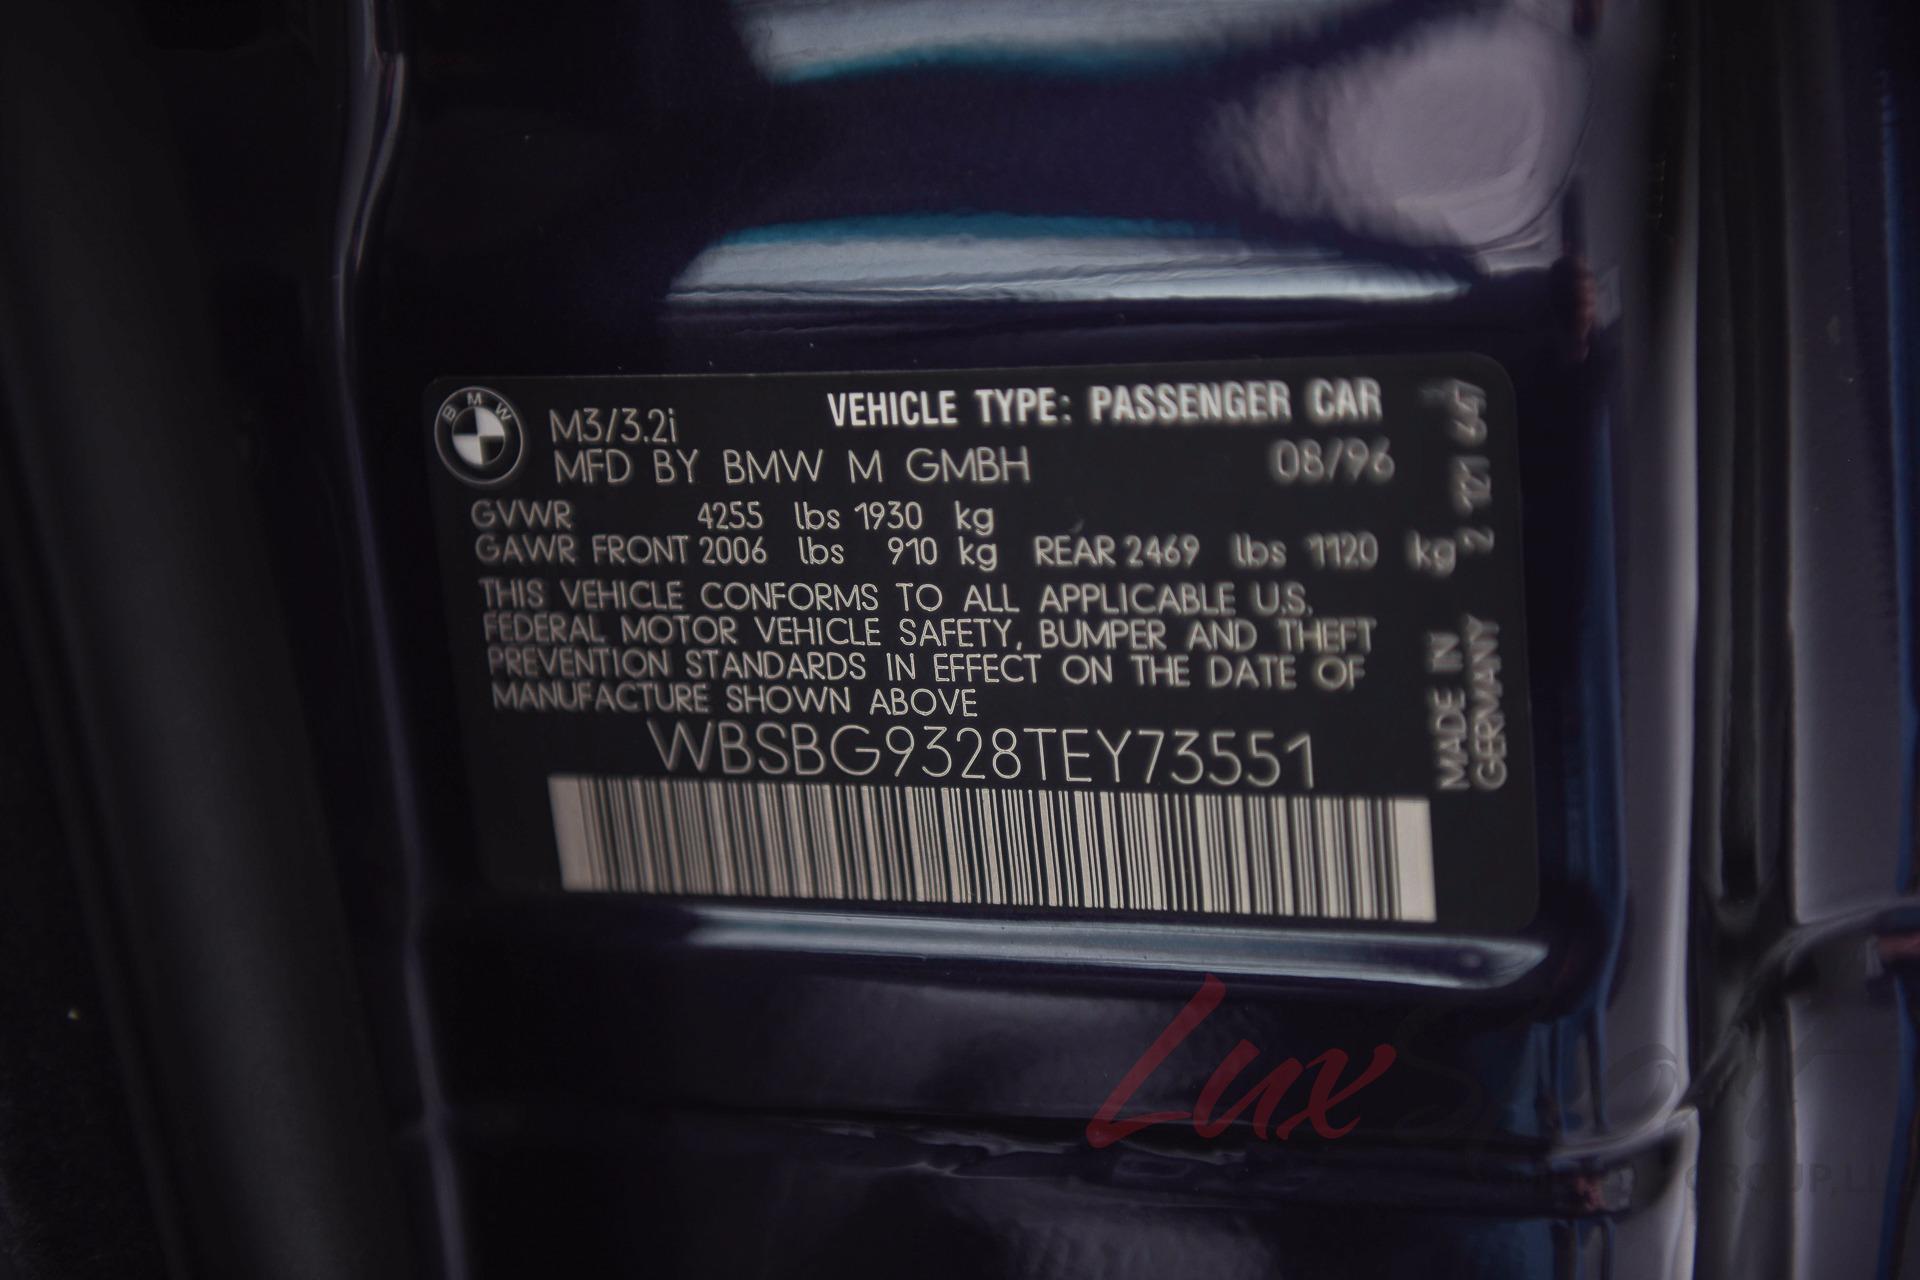 BMW
M3/3.2i
VEHICLE TYPE: PASSENGER CAR
MFD BY BMW M GMBH 08/96
GVWR 4255 lbs 1930 kg
GAWR FRONT 2006 lbs 910 kg REAR 2469 lbs 1120 kg
THIS VEHICLE CONFORMS TO ALL APPLICABLE U.S.
FEDERAL MOTOR VEHICLE SAFETY, BUMPER AND THEFT
PREVENTION STANDARDS IN EFFECT ON THE DATE OF
MANUFACTURE SHOWN ABOVE
WBSBG9328TEY73551
2 121 647
MADE IN
GERMANY
Lux